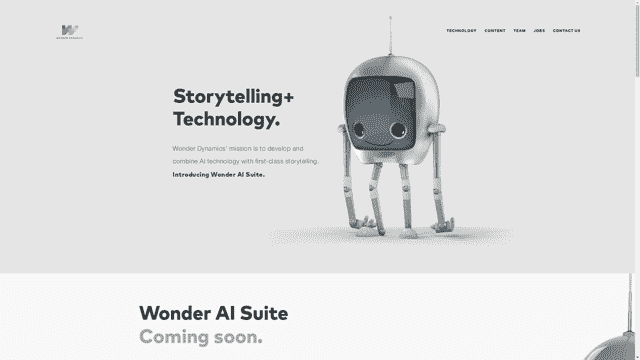 TECHNOLOGY CONTENT TEAM JOBS CONTACT US
Storytelling+
Technology.
Wonder Dynamics' mission is to develop and
combine AI technology with first-class storytelling.
Introducing Wonder AI Suite.
Wonder AI Suite
Coming soon.